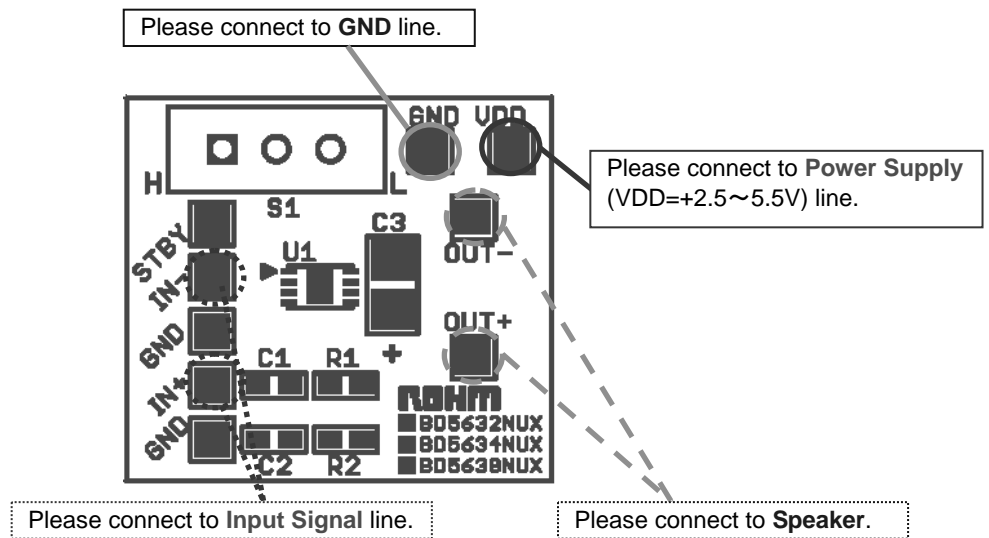 Please connect to GND line.
GND VDD
Please connect to Power Supply
(VDD=+2.5～5.5V) line.
H
L
S1
STBY
C3
U1
OUT-
IN-
GND
OUT+
C1
R1
+
IN+
ROHM
BD5632NUX
GND
BD5634NUX
C2
R2
BD5638NUX
Please connect to Input Signal line.
Please connect to Speaker.